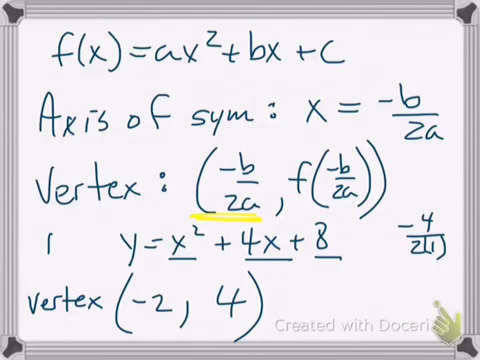 f(x) = ax² + bx + c
Axis of sym : x = -b/2a
Vertex : (-b/2a, f(-b/2a))
y = x² + 4x + 8 -4/2(1)
vertex (-2, 4)
Created with Doceri